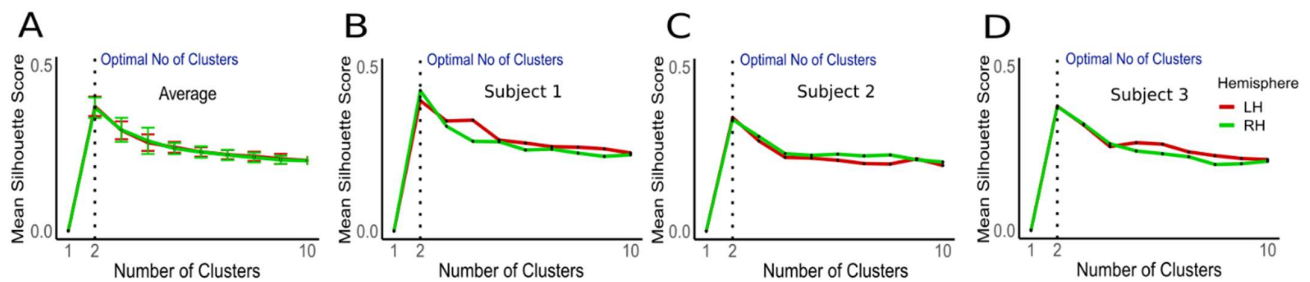 A
Mean Silhouette Score
0.5
0.0
Optimal No of Clusters
Average
1 2 10
Number of Clusters
B
Mean Silhouette Score
0.5
0.0
Optimal No of Clusters
Subject 1
1 2 10
Number of Clusters
C
Mean Silhouette Score
0.5
0.0
Optimal No of Clusters
Subject 2
1 2 10
Number of Clusters
D
Mean Silhouette Score
0.5
0.0
Optimal No of Clusters
Subject 3
1 2 10
Number of Clusters
Hemisphere
LH
RH